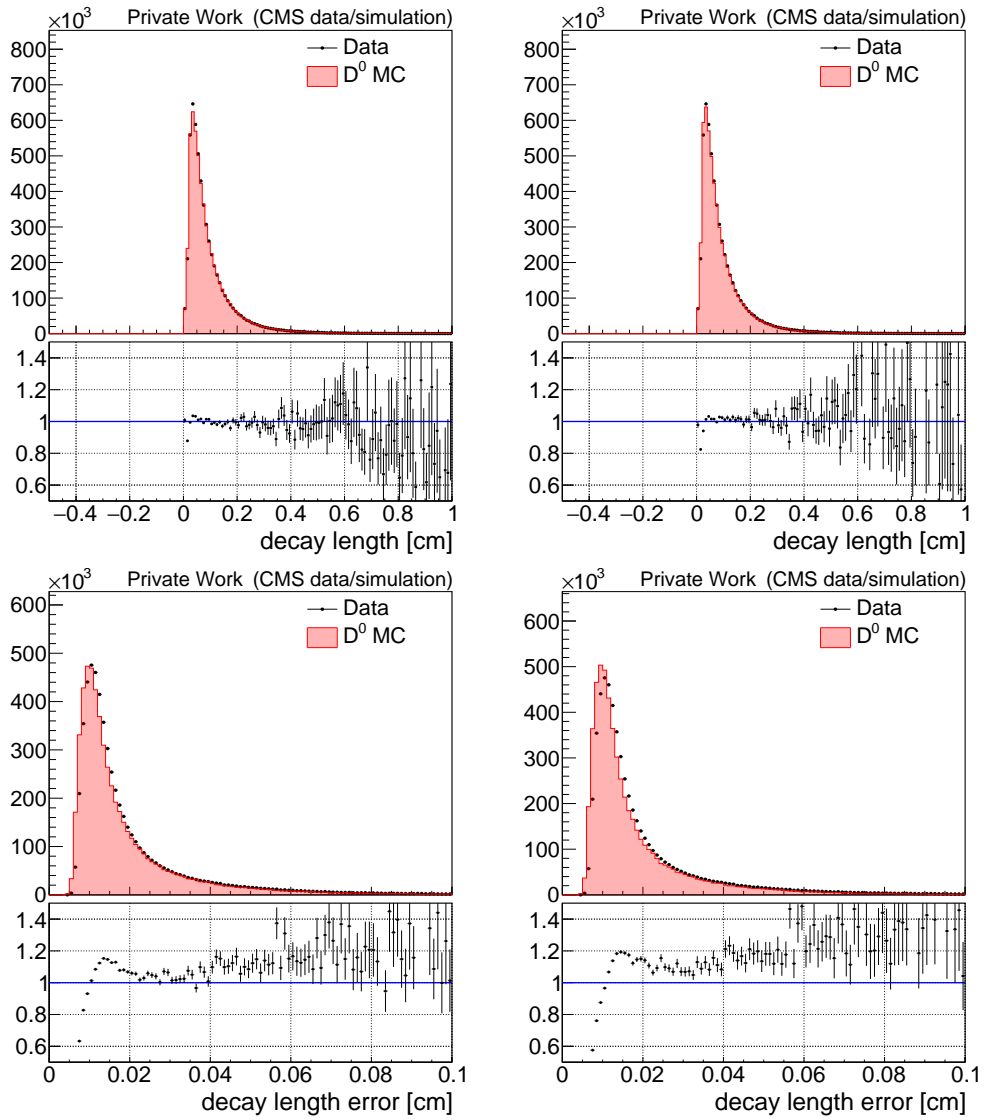 ×10³ Private Work (CMS data/simulation)
800
700
600
500
400
300
200
100
0
Data
D⁰ MC
1.4
1.2
1
0.8
0.6
−0.4 −0.2 0 0.2 0.4 0.6 0.8 1
decay length [cm]
×10³ Private Work (CMS data/simulation)
800
700
600
500
400
300
200
100
0
Data
D⁰ MC
1.4
1.2
1
0.8
0.6
−0.4 −0.2 0 0.2 0.4 0.6 0.8 1
decay length [cm]
×10³ Private Work (CMS data/simulation)
600
500
400
300
200
100
0
Data
D⁰ MC
1.4
1.2
1
0.8
0.6
0 0.02 0.04 0.06 0.08 0.1
decay length error [cm]
×10³ Private Work (CMS data/simulation)
600
500
400
300
200
100
0
Data
D⁰ MC
1.4
1.2
1
0.8
0.6
0 0.02 0.04 0.06 0.08 0.1
decay length error [cm]